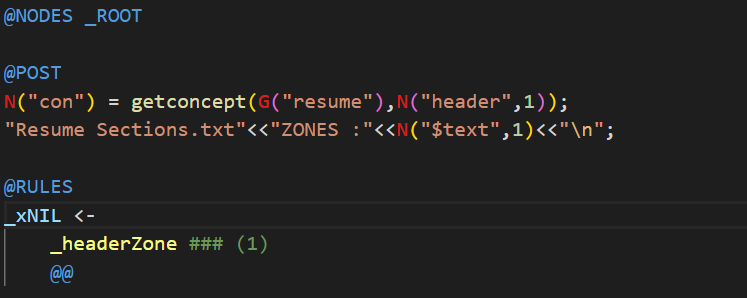 @NODES _ROOT
@POST
N("con") = getconcept(G("resume"),N("header",1));
"Resume Sections.txt"<<"ZONES :"<<N("$text",1)<<"\n";
@RULES
_xNIL <-
_headerZone ### (1)
@@